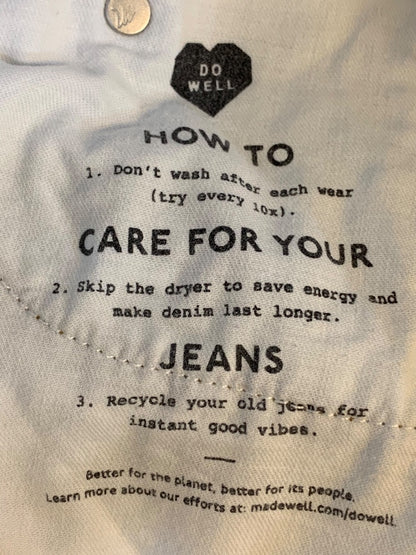 DO
WELL
HOW TO
1. Don't wash after each wear
(try every 10x).
CARE FOR YOUR
2. Skip the dryer to save energy and
make denim last longer.
JEANS
3. Recycle your old jeans for
instant good vibes.
Better for the planet, better for its people.
Learn more about our efforts at: madewell.com/dowell